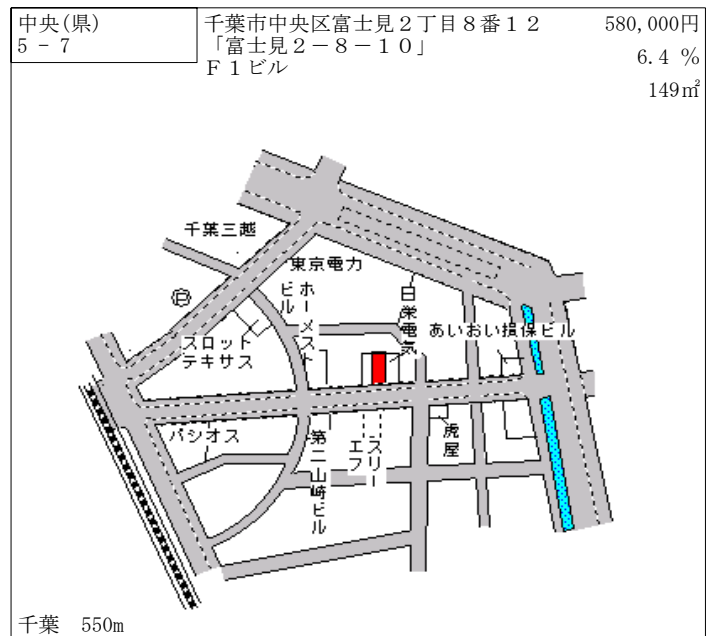 中央(県)
5 - 7
千葉市中央区富士見２丁目８番１２
「富士見２－８－１０」
Ｆ１ビル
580,000円
6.4 %
149㎡
千葉三越
東京電力
ホーメスト
ビル
日栄電気
あいおい損保ビル
スロット
テキサス
パシオス
第二山崎ビル
スリー
エフ
虎屋
千葉　550m